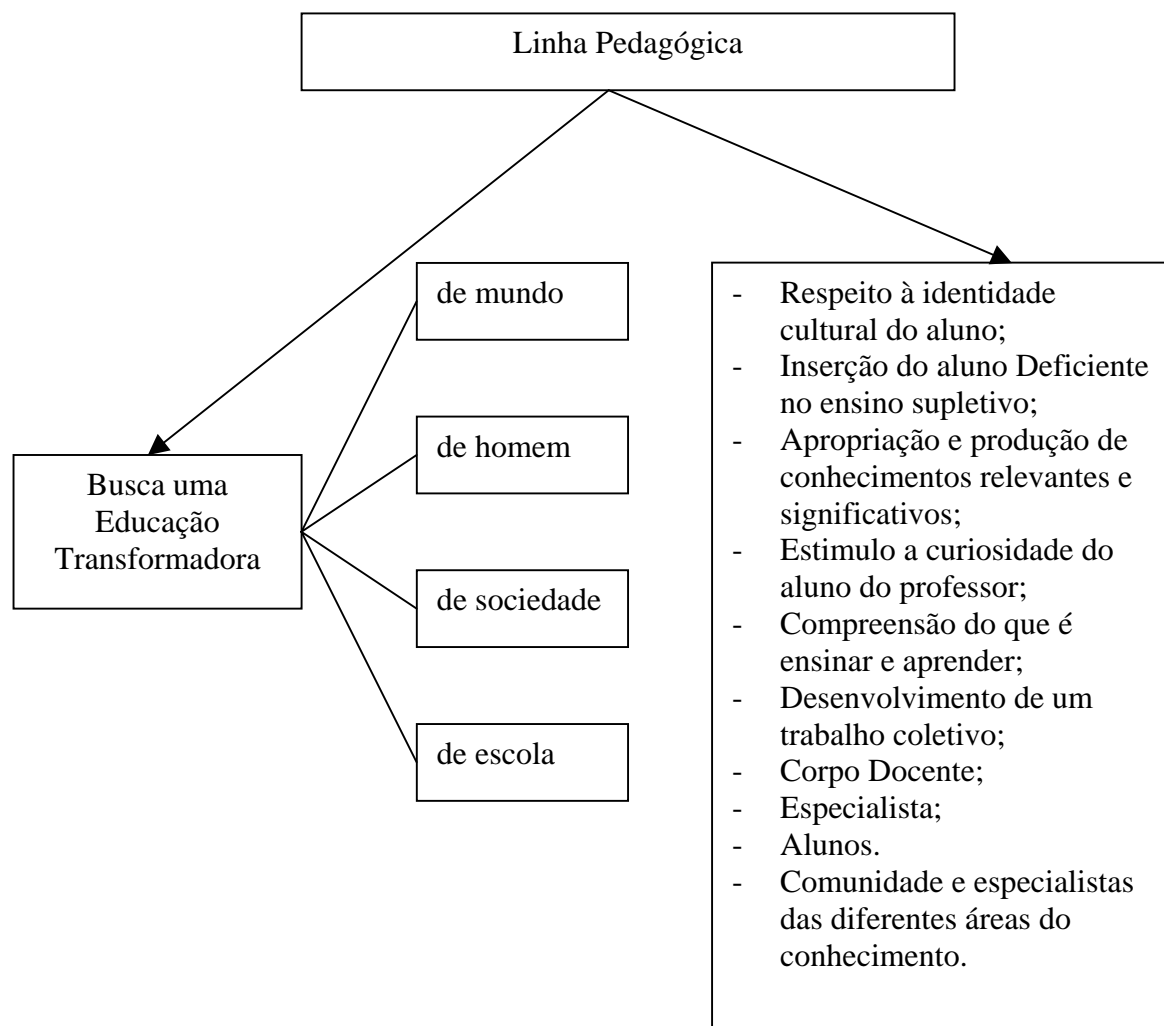 Linha Pedagógica
de mundo
de homem
de sociedade
de escola
Busca uma
Educação
Transformadora
- Respeito à identidade
cultural do aluno;
- Inserção do aluno Deficiente
no ensino supletivo;
- Apropriação e produção de
conhecimentos relevantes e
significativos;
- Estimulo a curiosidade do
aluno do professor;
- Compreensão do que é
ensinar e aprender;
- Desenvolvimento de um
trabalho coletivo;
- Corpo Docente;
- Especialista;
- Alunos.
- Comunidade e especialistas
das diferentes áreas do
conhecimento.